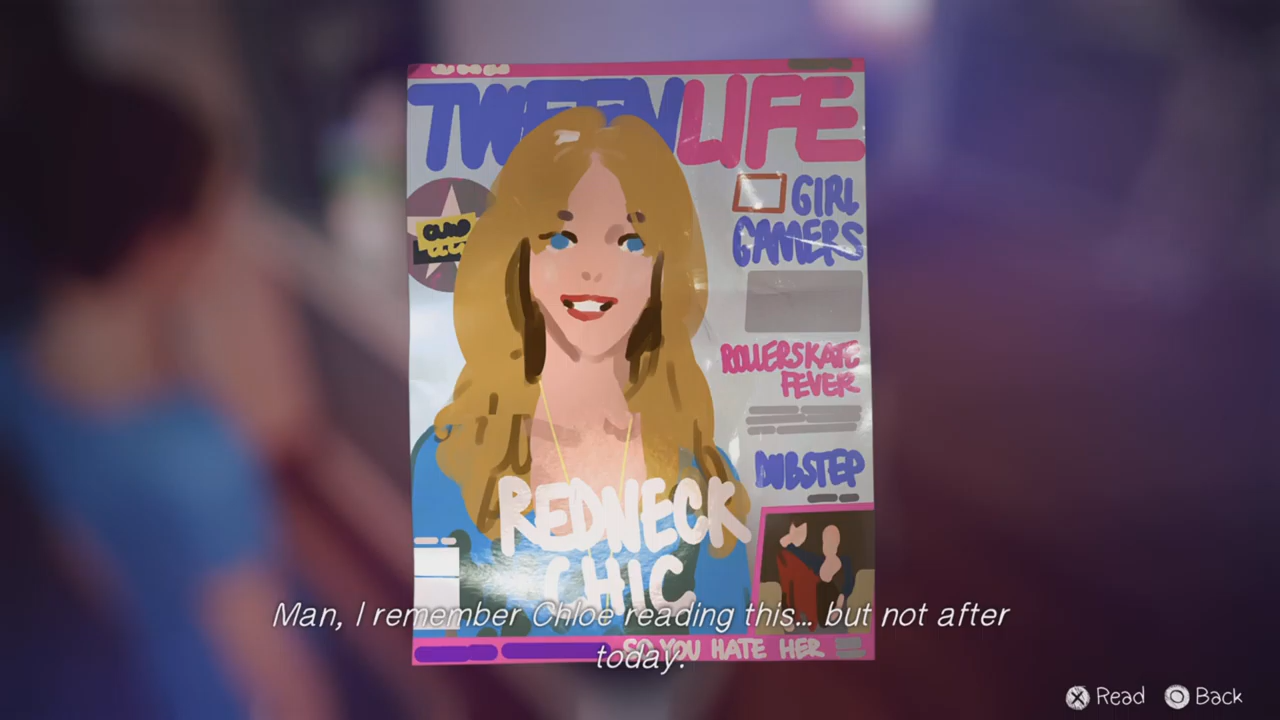 TWEENLIFE
GIRL
GAMERS
ROLLERSKATE
FEVER
DUBSTEP
REDNECK
CHIC
SO YOU HATE HER
Man, I remember Chloe reading this... but not after
today.
Read Back